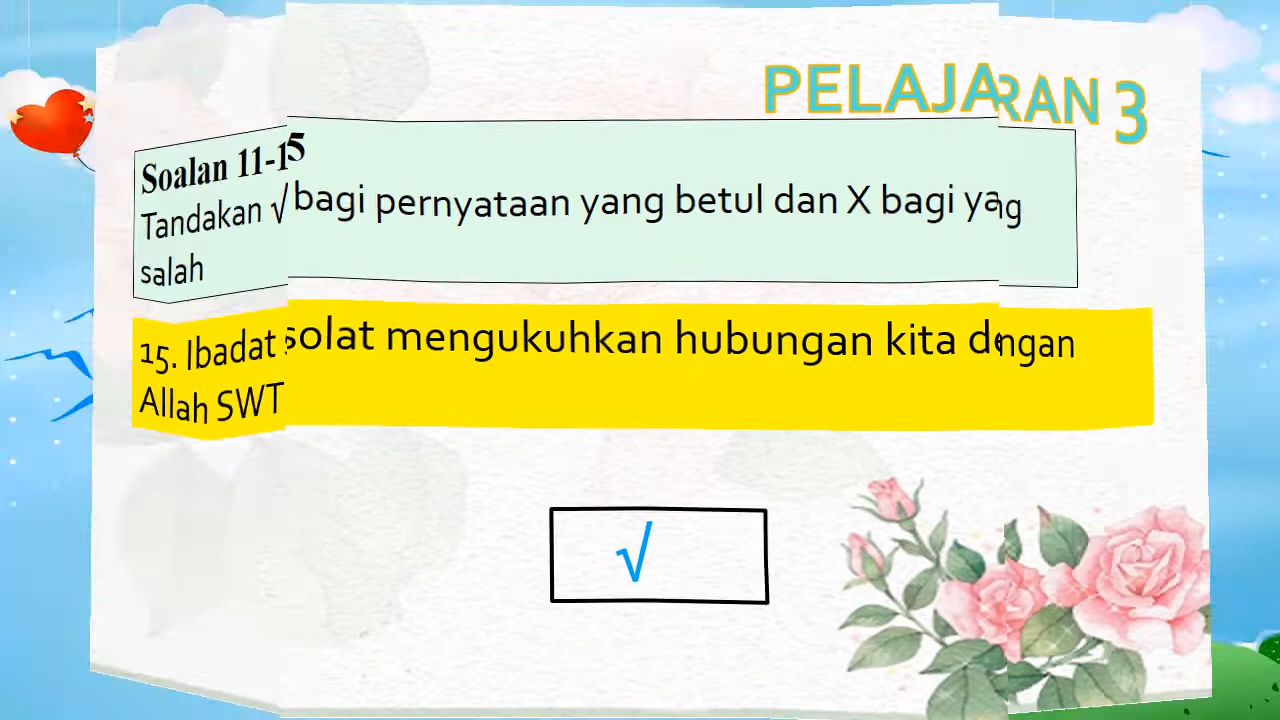 PELAJARAN 3
Soalan 11-15
Tandakan √ bagi pernyataan yang betul dan X bagi yang
salah
15. Ibadat solat mengukuhkan hubungan kita dengan
Allah SWT
√